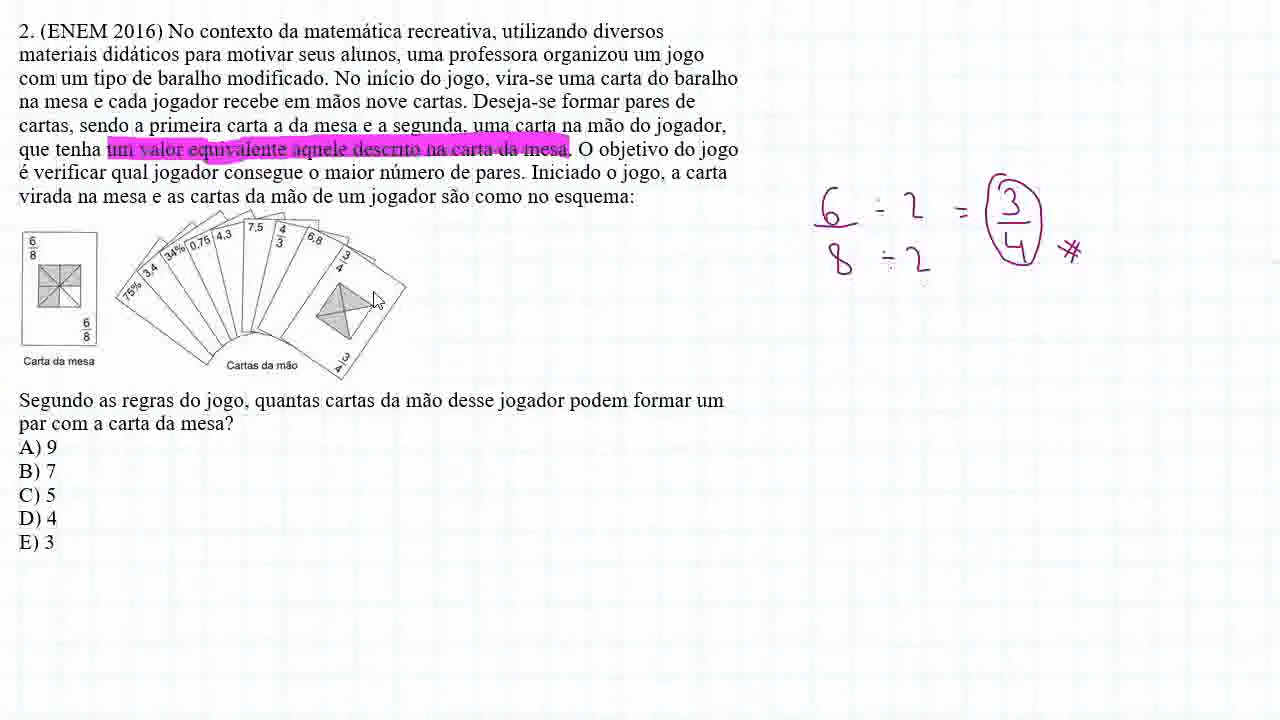 2. (ENEM 2016) No contexto da matemática recreativa, utilizando diversos
materiais didáticos para motivar seus alunos, uma professora organizou um jogo
com um tipo de baralho modificado. No início do jogo, vira-se uma carta do baralho
na mesa e cada jogador recebe em mãos nove cartas. Deseja-se formar pares de
cartas, sendo a primeira carta a da mesa e a segunda, uma carta na mão do jogador,
que tenha um valor equivalente aquele descrito na carta da mesa. O objetivo do jogo
é verificar qual jogador consegue o maior número de pares. Iniciado o jogo, a carta
virada na mesa e as cartas da mão de um jogador são como no esquema:
6/8
6/8
Carta da mesa
75%
3,4
34%
0,75
4,3
7,5
4/3
6,8
3/4
3/4
Cartas da mão
6 ÷ 2 = 3
8 ÷ 2 4 #
Segundo as regras do jogo, quantas cartas da mão desse jogador podem formar um
par com a carta da mesa?
A) 9
B) 7
C) 5
D) 4
E) 3